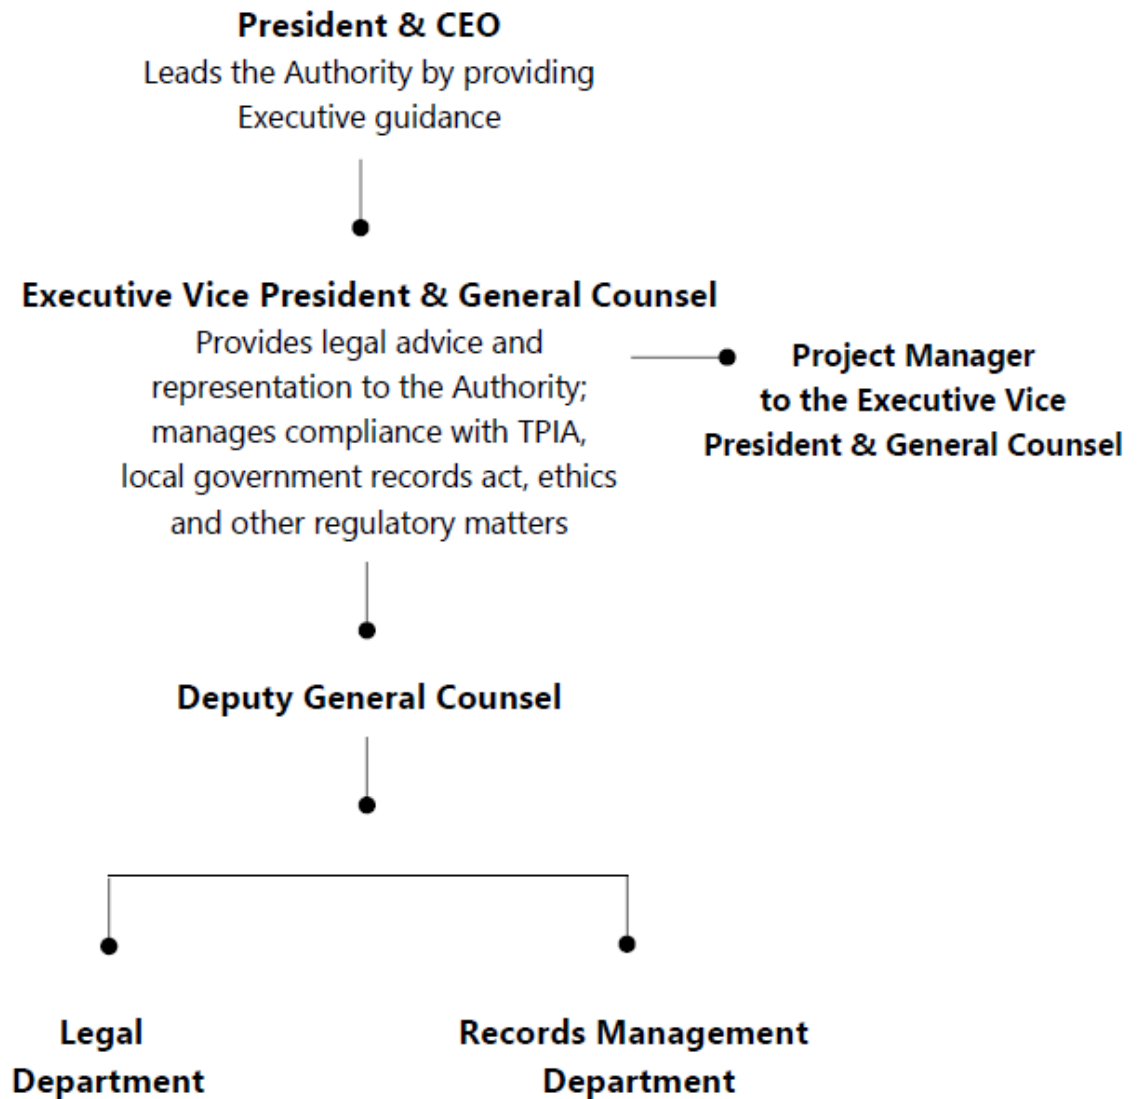 President & CEO
Leads the Authority by providing
Executive guidance
Executive Vice President & General Counsel
Provides legal advice and
representation to the Authority;
manages compliance with TPIA,
local government records act, ethics
and other regulatory matters
Project Manager
to the Executive Vice
President & General Counsel
Deputy General Counsel
Legal
Department
Records Management
Department